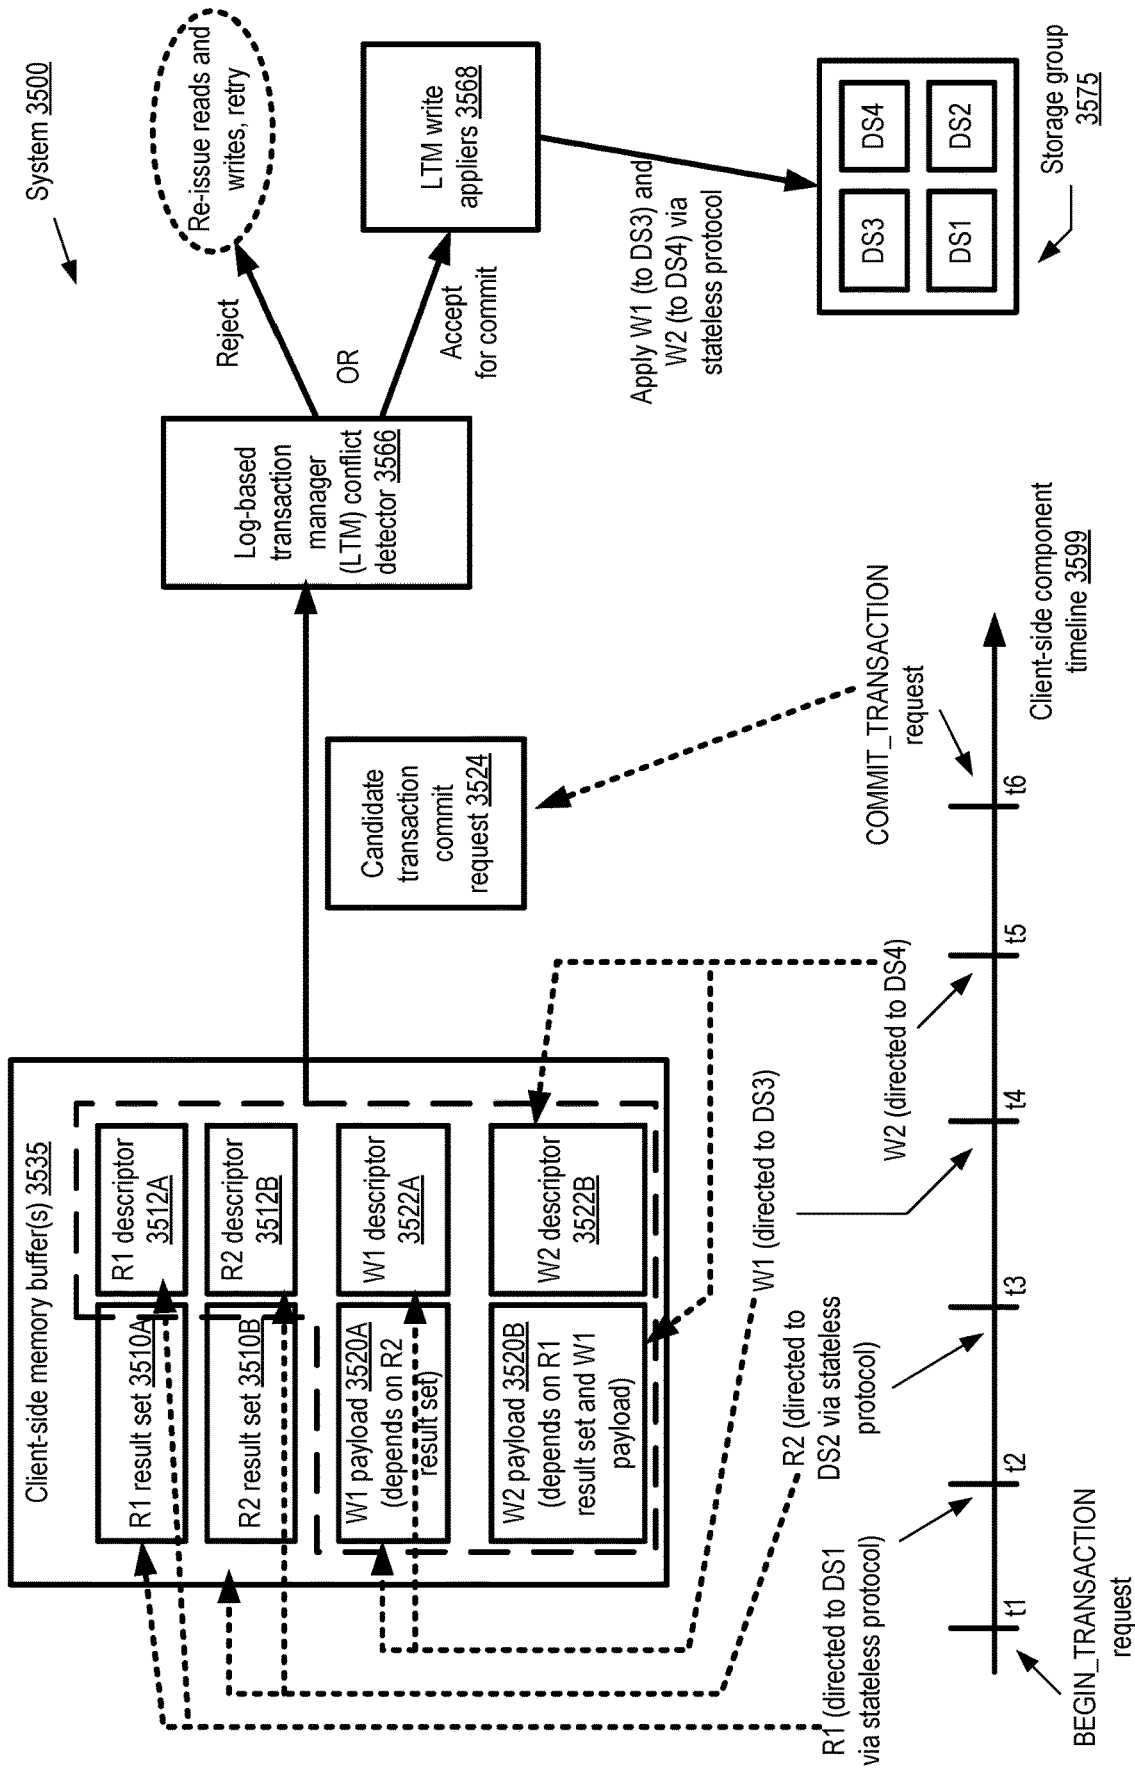 System 3500
Client-side memory buffer(s) 3535
R1 result set 3510A
R1 descriptor
3512A
R2 result set 3510B
R2 descriptor
3512B
W1 payload 3520A
(depends on R2
result set)
W1 descriptor
3522A
W2 payload 3520B
(depends on R1
result set and W1
payload)
W2 descriptor
3522B
Candidate
transaction
commit
request 3524
Log-based
transaction
manager
(LTM) conflict
detector 3566
Reject
OR
Accept
for commit
Re-issue reads and
writes, retry
LTM write
appliers 3568
Apply W1 (to DS3) and
W2 (to DS4) via
stateless protocol
DS3
DS4
DS1
DS2
Storage group
3575
R1 (directed to DS1
via stateless protocol)
R2 (directed to
DS2 via stateless
protocol)
W1 (directed to DS3)
W2 (directed to DS4)
COMMIT_TRANSACTION
request
t1
t2
t3
t4
t5
t6
BEGIN_TRANSACTION
request
Client-side component
timeline 3599